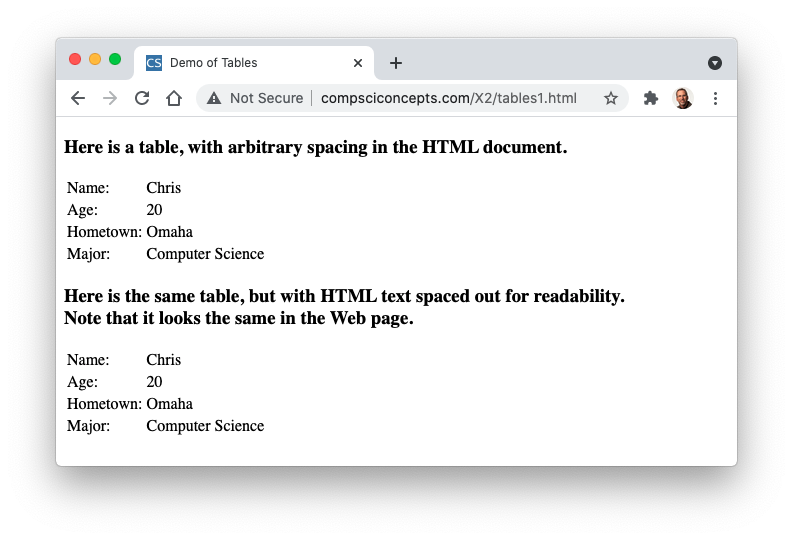 CS Demo of Tables
Not Secure | compsciconcepts.com/X2/tables1.html
Here is a table, with arbitrary spacing in the HTML document.
Name: Chris
Age: 20
Hometown: Omaha
Major: Computer Science
Here is the same table, but with HTML text spaced out for readability.
Note that it looks the same in the Web page.
Name: Chris
Age: 20
Hometown: Omaha
Major: Computer Science